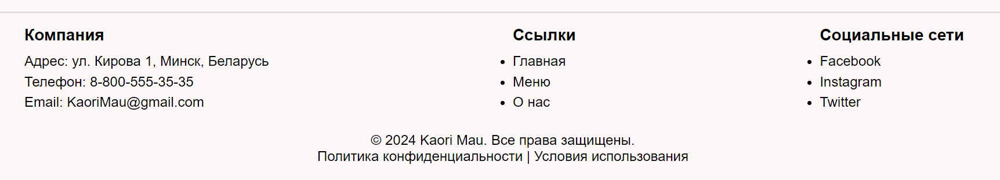 Компания
Адрес: ул. Кирова 1, Минск, Беларусь
Телефон: 8-800-555-35-35
Email: KaoriMau@gmail.com
Ссылки
• Главная
• Меню
• О нас
Социальные сети
• Facebook
• Instagram
• Twitter
© 2024 Kaori Mau. Все права защищены.
Политика конфиденциальности | Условия использования